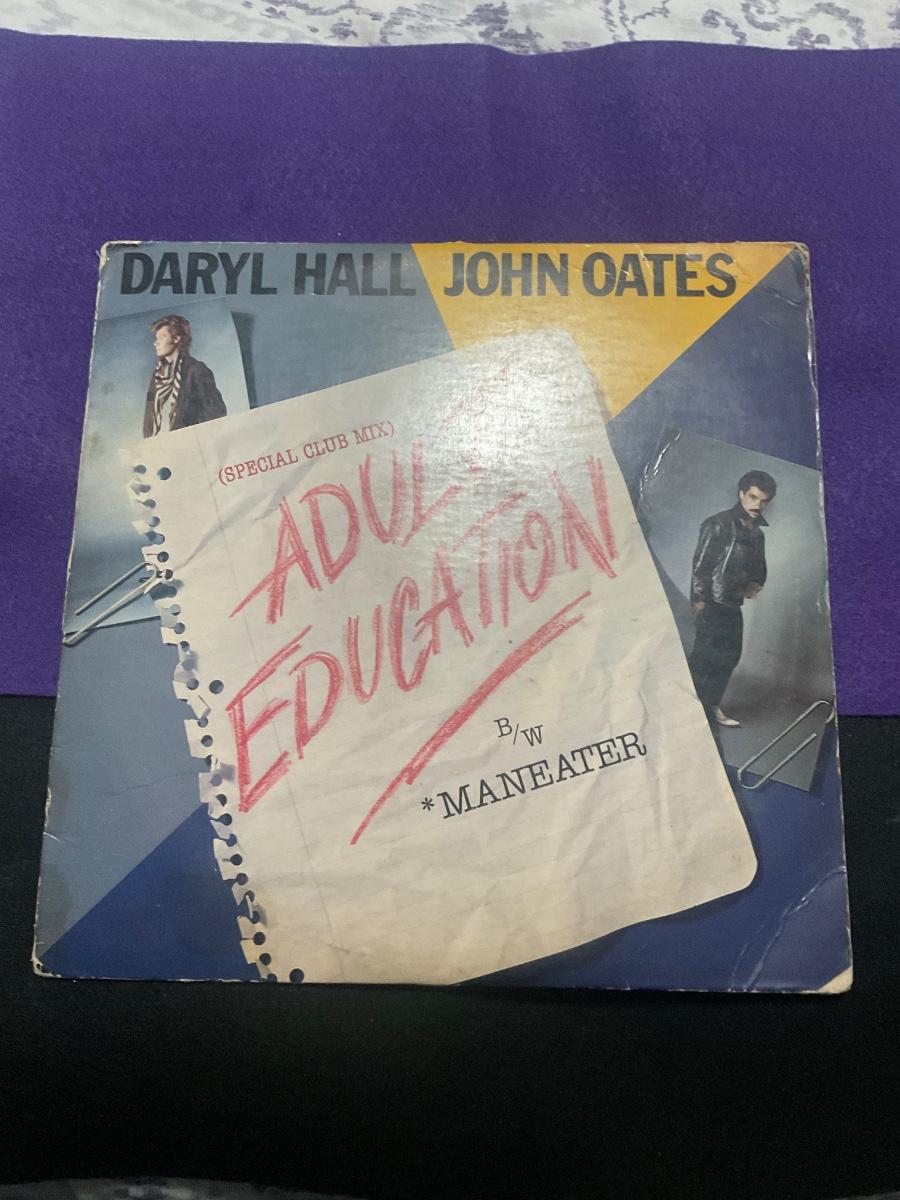 DARYL HALL JOHN OATES
(SPECIAL CLUB MIX)
ADULT
EDUCATION
B/W
*MANEATER